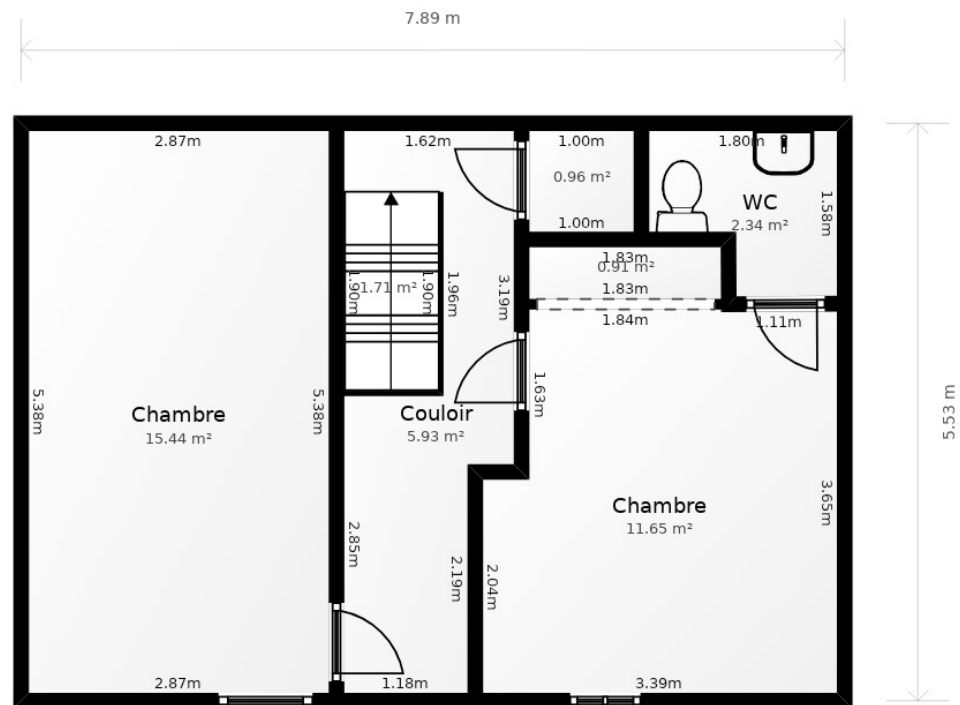 7.89 m
2.87m
1.62m
1.00m
1.80m
0.96 m²
WC
2.34 m²
1.58m
1.00m
1.83m
0.91 m²
1.83m
1.84m
1.11m
1.90m
1.71 m²
1.90m
1.96m
3.19m
1.63m
5.38m
Chambre
15.44 m²
5.38m
Couloir
5.93 m²
5.53 m
Chambre
11.65 m²
3.65m
2.85m
2.19m
2.04m
2.87m
1.18m
3.39m